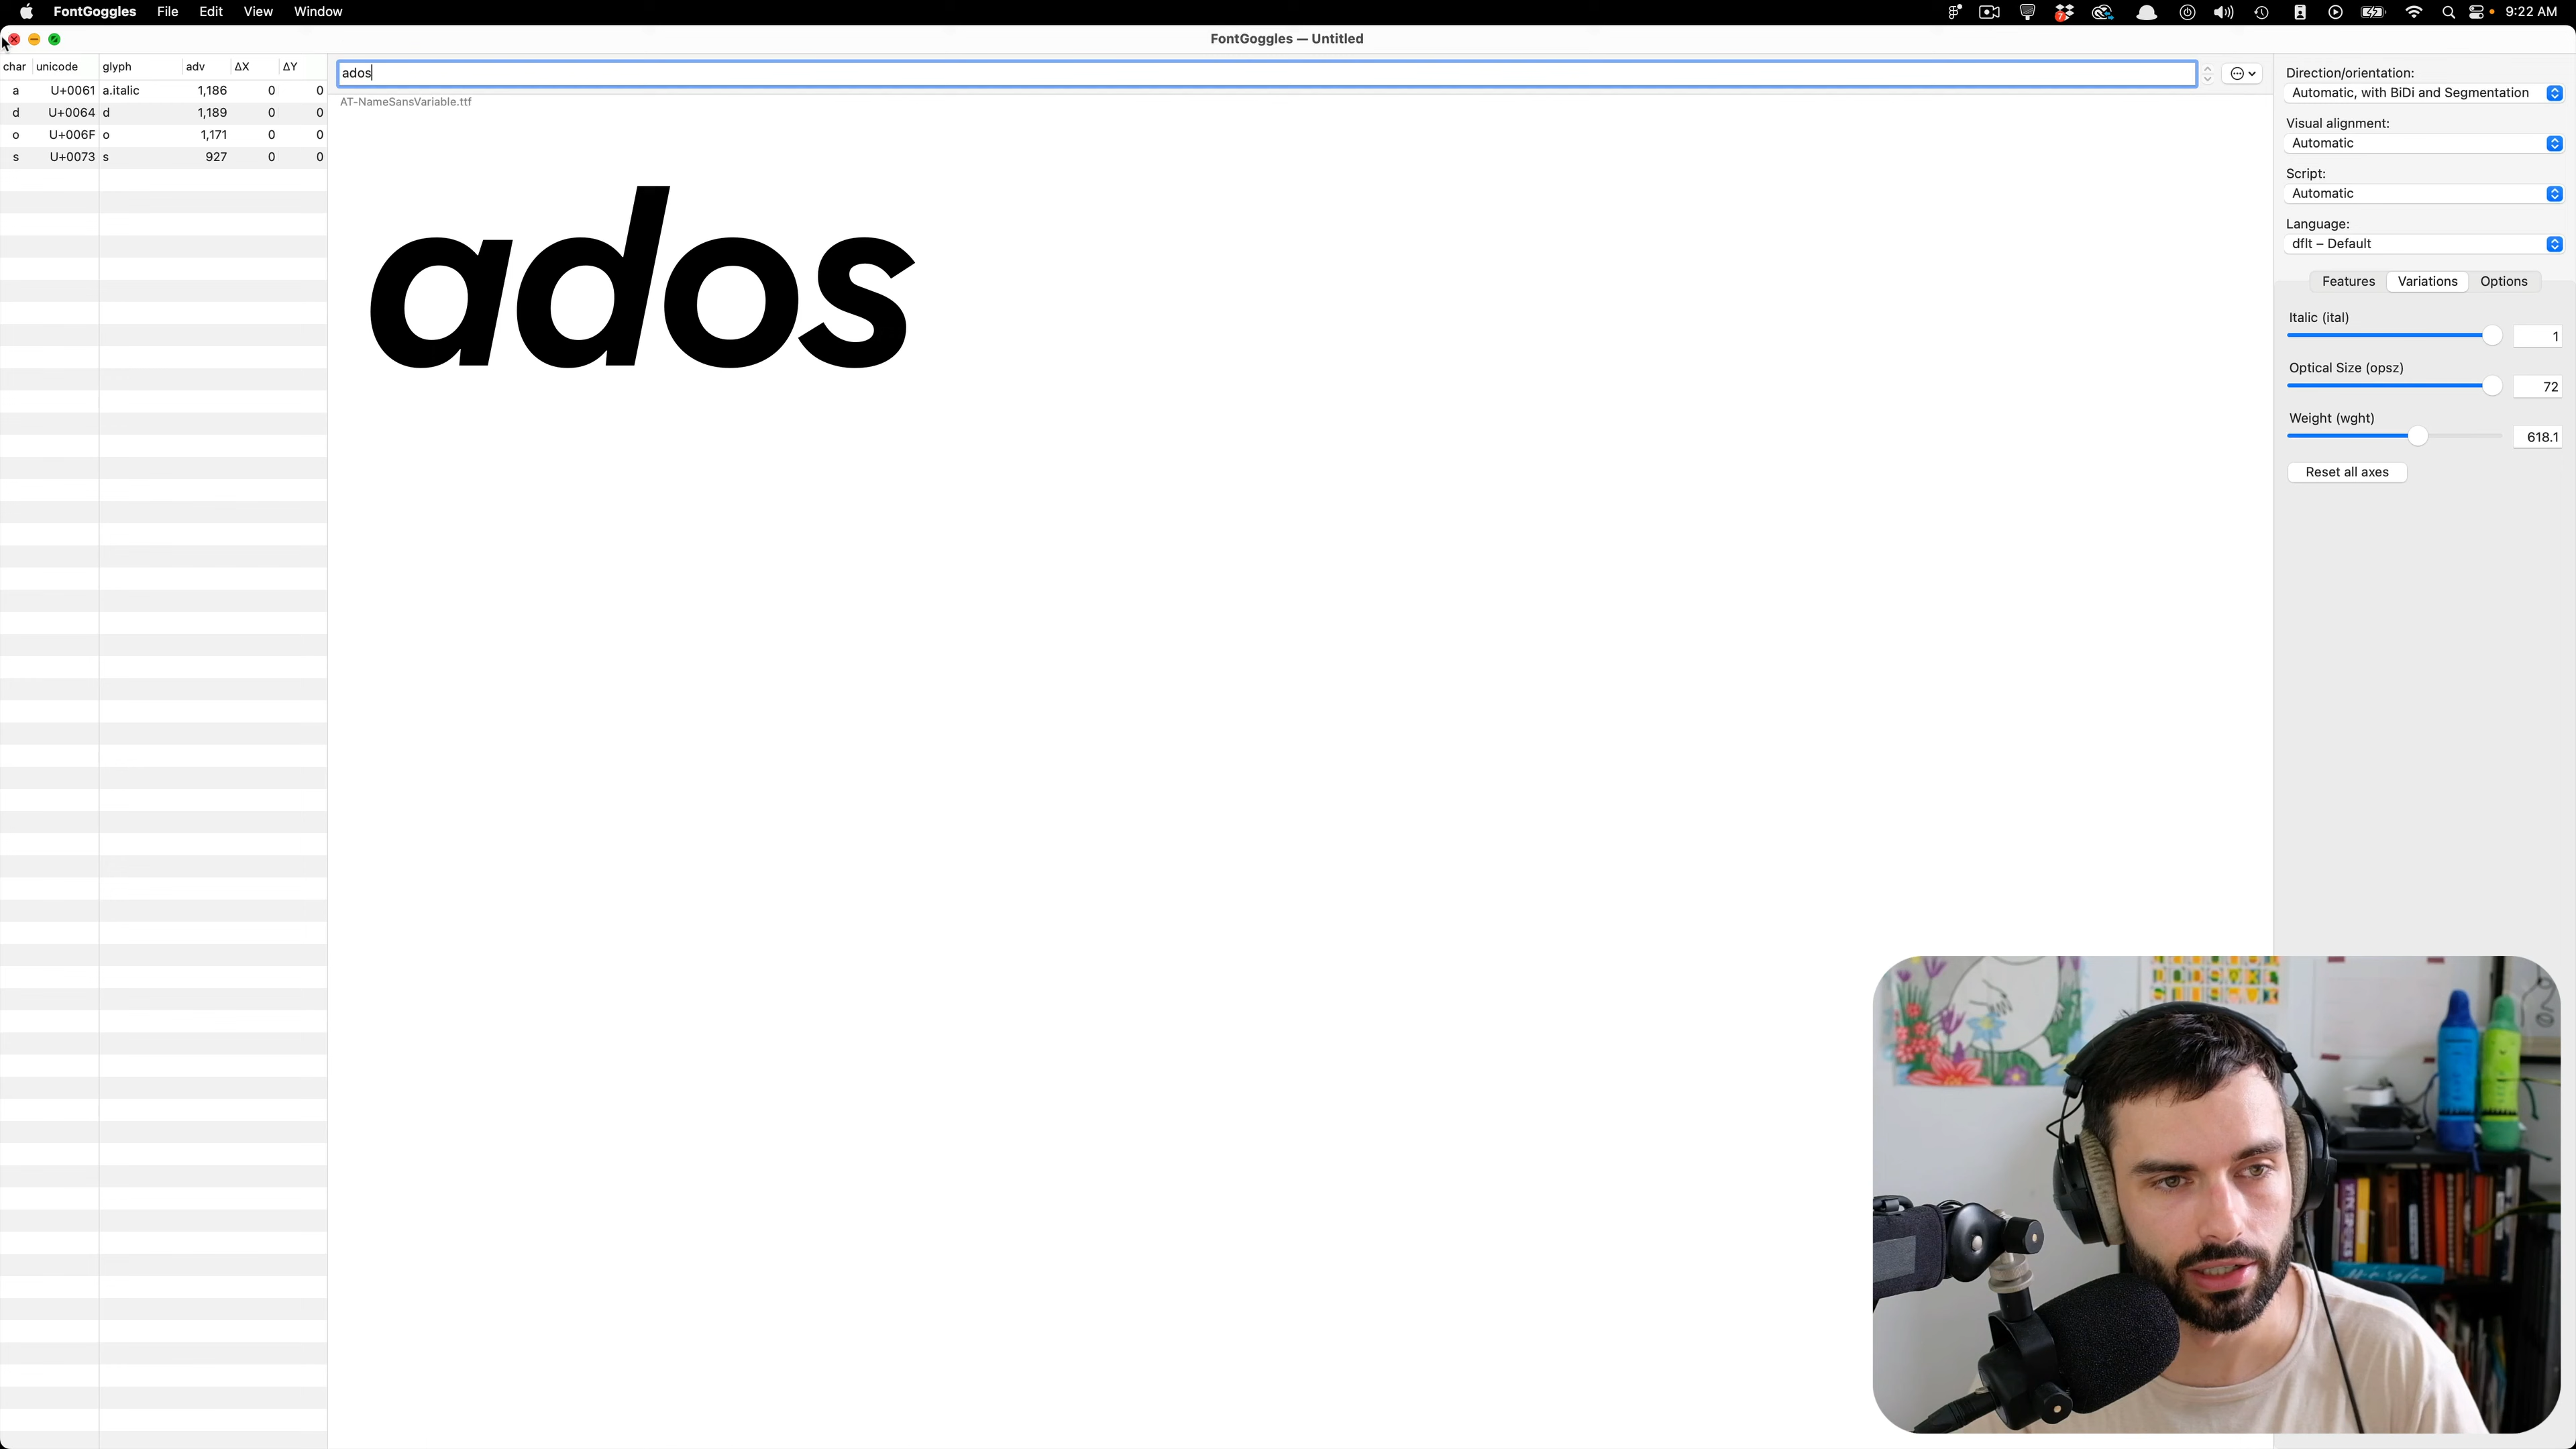 FontGoggles File Edit View Window 9:22 AM
FontGoggles — Untitled
char unicode glyph adv ΔX ΔY
a U+0061 a.italic 1,186 0 0
d U+0064 d 1,189 0 0
o U+006F o 1,171 0 0
s U+0073 s 927 0 0
ados
AT-NameSansVariable.ttf
ados
Direction/orientation:
Automatic, with BiDi and Segmentation
Visual alignment:
Automatic
Script:
Automatic
Language:
dflt – Default
Features Variations Options
Italic (ital)
1
Optical Size (opsz)
72
Weight (wght)
618.1
Reset all axes